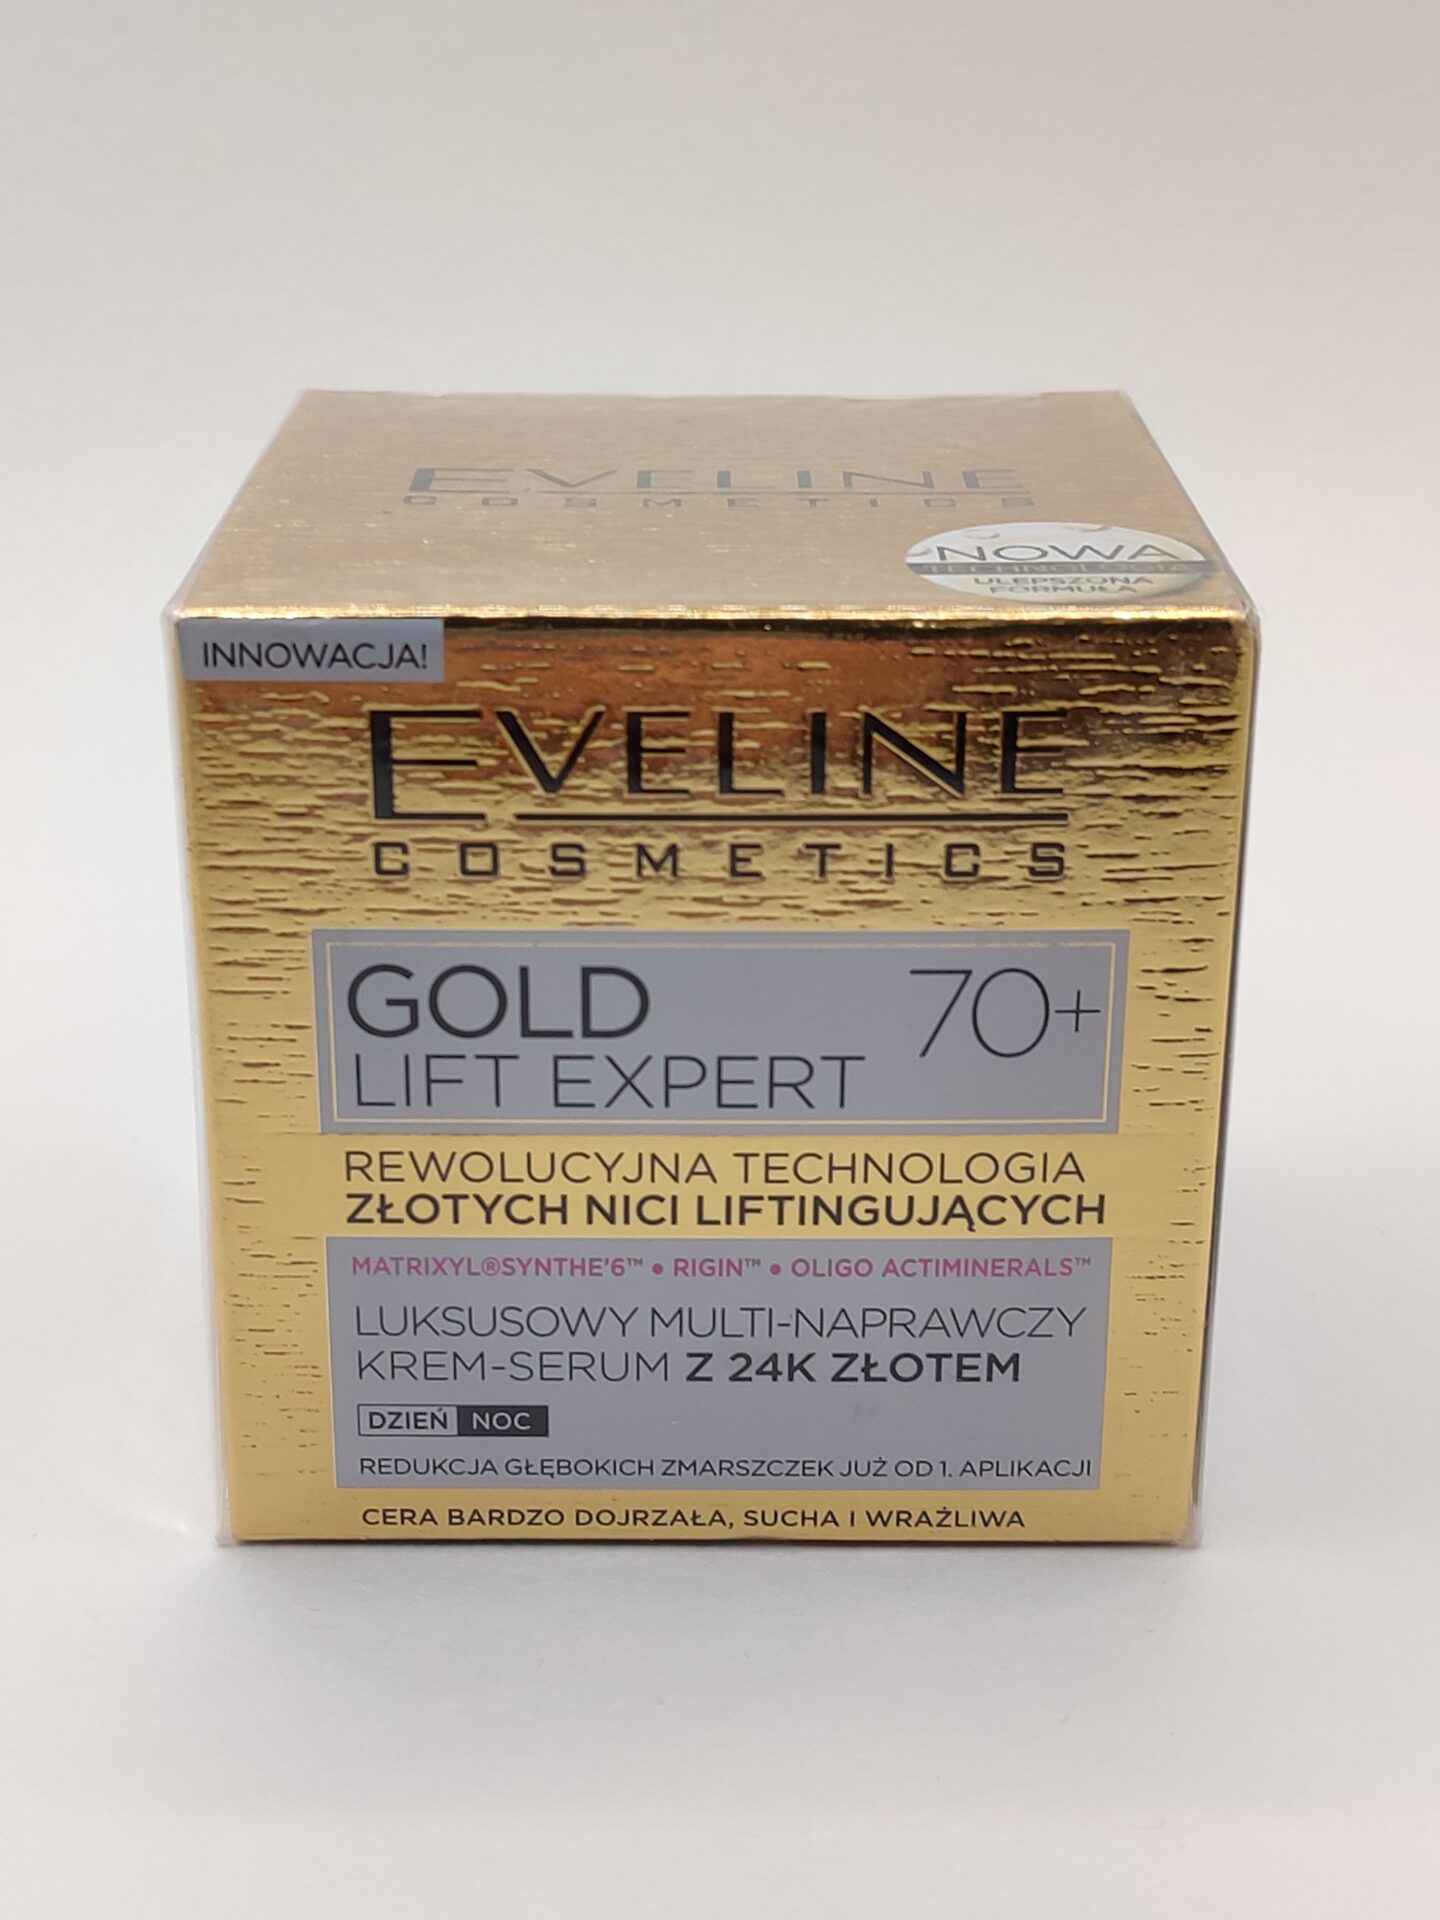 EVELINE
COSMETICS
NOWA
TECHNOLOGIA
ULEPSZONA
FORMUŁA
INNOWACJA!
EVELINE
COSMETICS
GOLD 70+
LIFT EXPERT
REWOLUCYJNA TECHNOLOGIA
ZŁOTYCH NICI LIFTINGUJĄCYCH
MATRIXYL®SYNTHE'6™ • RIGIN™ • OLIGO ACTIMINERALS™
LUKSUSOWY MULTI-NAPRAWCZY
KREM-SERUM Z 24K ZŁOTEM
DZIEŃ NOC
REDUKCJA GŁĘBOKICH ZMARSZCZEK JUŻ OD 1. APLIKACJI
CERA BARDZO DOJRZAŁA, SUCHA I WRAŻLIWA